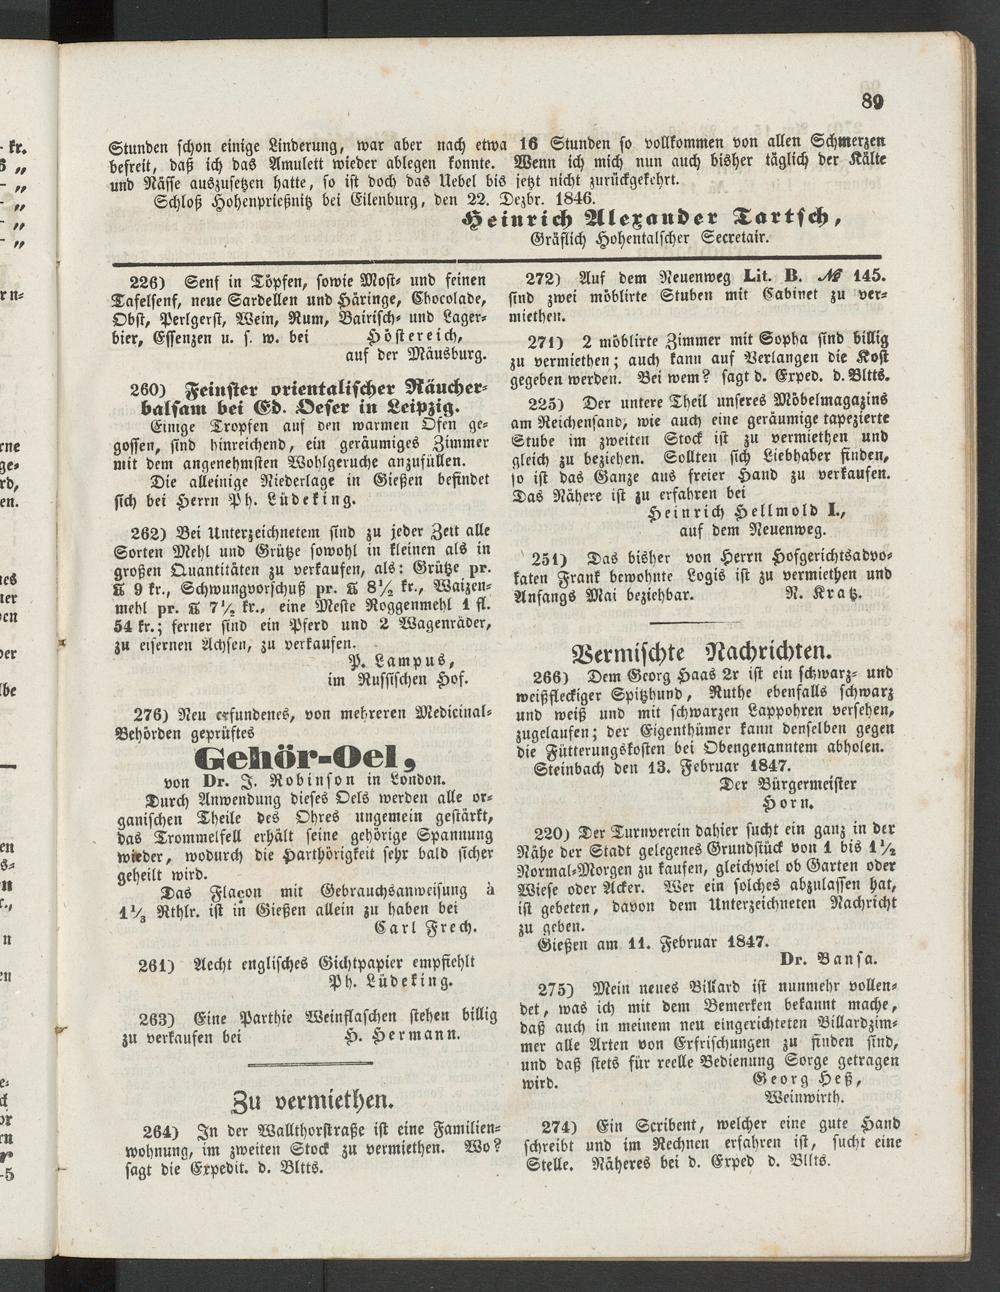 89
Stunden schon einige Linderung, war aber nach etwa 16 Stunden so vollkommen von allen Schmerzen
befreit, daß ich das Amulett wieder ablegen konnte. Wenn ich mich nun auch bisher täglich der Kälte
und Nässe auszusetzen hatte, so ist doch das Uebel bis jetzt nicht zurückgekehrt.
Schloß Hohenprießnitz bei Eilenburg, den 22. Dezbr. 1846.
Heinrich Alexander Tartsch,
Gräflich Hohentalscher Secretair.
226) Senf in Töpfen, sowie Most- und feinen
Tafelsenf, neue Sardellen und Häringe, Chocolade,
Obst, Perlgerst, Wein, Rum, Bairisch- und Lager-
bier, Essenzen u. s. w. bei Höstereich,
auf der Mäusburg.
260) Feinster orientalischer Räucher-
balsam bei Ed. Oeser in Leipzig.
Einige Tropfen auf den warmen Ofen ge-
gossen, sind hinreichend, ein geräumiges Zimmer
mit dem angenehmsten Wohlgeruche anzufüllen.
Die alleinige Niederlage in Gießen befindet
sich bei Herrn Ph. Lüdeking.
262) Bei Unterzeichnetem sind zu jeder Zeit alle
Sorten Mehl und Grütze sowohl in kleinen als in
großen Quantitäten zu verkaufen, als: Grütze pr.
℔ 9 kr., Schwungvorschuß pr. ℔ 8½ kr., Waizen-
mehl pr. ℔ 7½ kr., eine Meste Roggenmehl 1 fl.
54 kr.; ferner sind ein Pferd und 2 Wagenräder,
zu eisernen Achsen, zu verkaufen.
P. Lampus,
im Russischen Hof.
276) Neu erfundenes, von mehreren Medicinal-
Behörden geprüftes
Gehör-Oel,
von Dr. J. Robinson in London.
Durch Anwendung dieses Oels werden alle or-
ganischen Theile des Ohres ungemein gestärkt,
das Trommelfell erhält seine gehörige Spannung
wieder, wodurch die Harthörigkeit sehr bald sicher
geheilt wird.
Das Flaçon mit Gebrauchsanweisung à
1⅓ Rthlr. ist in Gießen allein zu haben bei
Carl Frech.
261) Aecht englisches Gichtpapier empfiehlt
Ph. Lüdeking.
263) Eine Parthie Weinflaschen stehen billig
zu verkaufen bei H. Hermann.
Zu vermiethen.
264) In der Wallthorstraße ist eine Familien-
wohnung, im zweiten Stock zu vermiethen. Wo?
sagt die Expedit. d. Bltts.
272) Auf dem Neuenweg Lit. B. № 145.
sind zwei möblirte Stuben mit Cabinet zu ver-
miethen.
271) 2 möblirte Zimmer mit Sopha sind billig
zu vermiethen; auch kann auf Verlangen die Kost
gegeben werden. Bei wem? sagt d. Exped. d. Bltts.
225) Der untere Theil unseres Möbelmagazins
am Reichensand, wie auch eine geräumige tapezierte
Stube im zweiten Stock ist zu vermiethen und
gleich zu beziehen. Sollten sich Liebhaber finden,
so ist das Ganze aus freier Hand zu verkaufen.
Das Nähere ist zu erfahren bei
Heinrich Hellmold I.,
auf dem Neuenweg.
251) Das bisher von Herrn Hofgerichtsadvo-
katen Frank bewohnte Logis ist zu vermiethen und
Anfangs Mai beziehbar. N. Kratz.
Vermischte Nachrichten.
266) Dem Georg Haas 2r ist ein schwarz- und
weißfleckiger Spitzhund, Ruthe ebenfalls schwarz
und weiß und mit schwarzen Lappohren versehen,
zugelaufen; der Eigenthümer kann denselben gegen
die Fütterungskosten bei Obengenanntem abholen.
Steinbach den 13. Februar 1847.
Der Bürgermeister
Horn.
220) Der Turnverein dahier sucht ein ganz in der
Nähe der Stadt gelegenes Grundstück von 1 bis 1½
Normal-Morgen zu kaufen, gleichviel ob Garten oder
Wiese oder Acker. Wer ein solches abzulassen hat,
ist gebeten, davon dem Unterzeichneten Nachricht
zu geben.
Gießen am 11. Februar 1847.
Dr. Bansa.
275) Mein neues Billard ist nunmehr vollen-
det, was ich mit dem Bemerken bekannt mache,
daß auch in meinem neu eingerichteten Billardzim-
mer alle Arten von Erfrischungen zu finden sind,
und daß stets für reelle Bedienung Sorge getragen
wird. Georg Heß,
Weinwirth.
274) Ein Scribent, welcher eine gute Hand
schreibt und im Rechnen erfahren ist, sucht eine
Stelle. Näheres bei d. Exped d. Bllts.